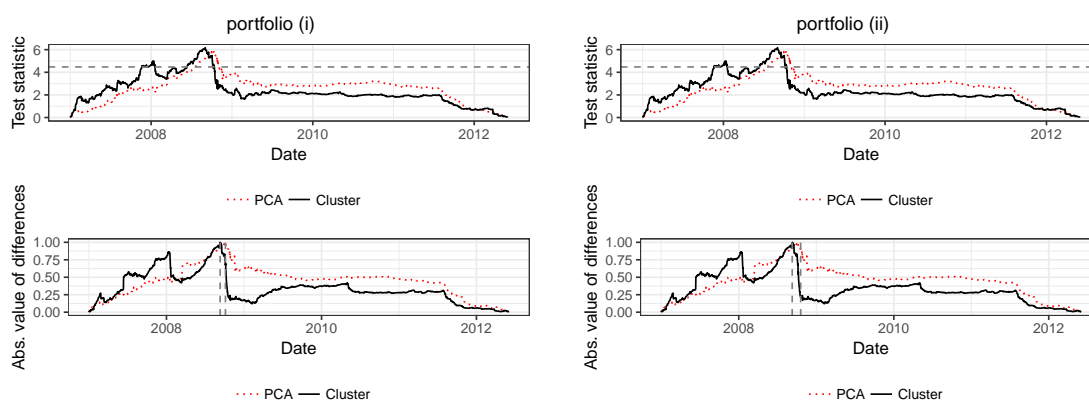 portfolio (i)
Test statistic
6
4
2
0
2008 2010 2012
Date
PCA Cluster
Abs. value of differences
1.00
0.75
0.50
0.25
0.00
2008 2010 2012
Date
PCA Cluster
portfolio (ii)
Test statistic
6
4
2
0
2008 2010 2012
Date
PCA Cluster
Abs. value of differences
1.00
0.75
0.50
0.25
0.00
2008 2010 2012
Date
PCA Cluster